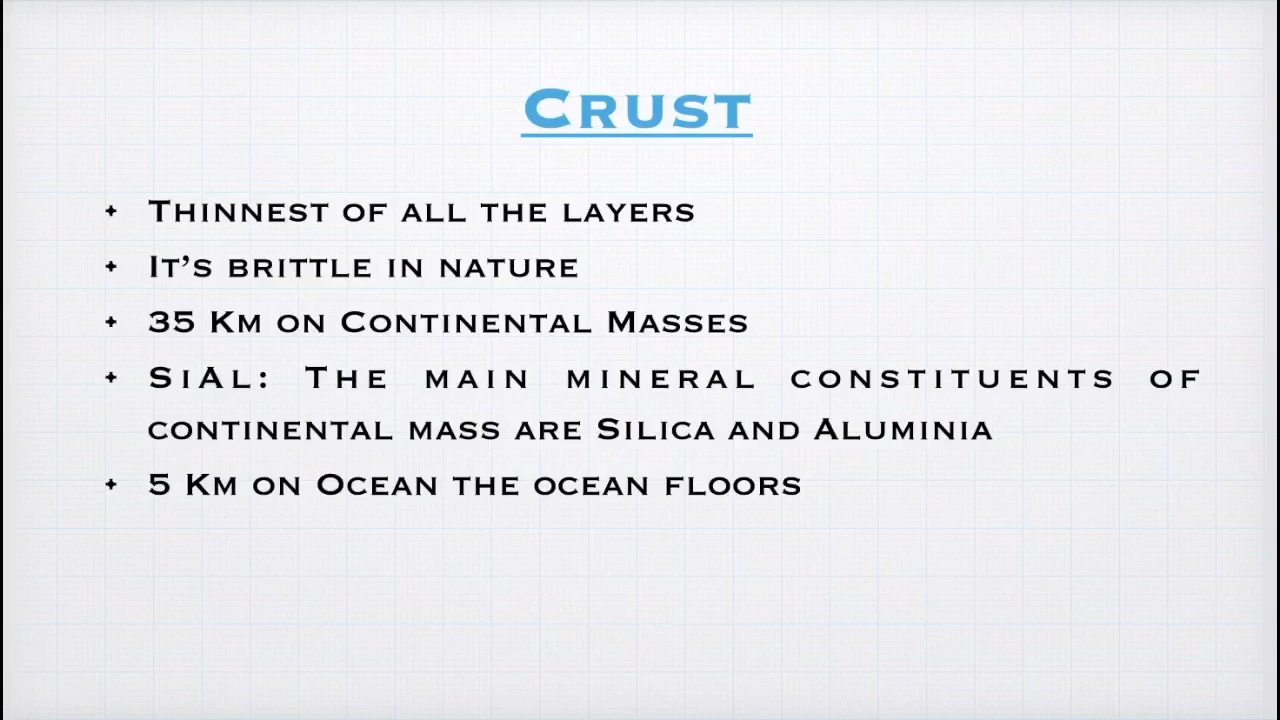 Crust
Thinnest of all the layers
It’s brittle in nature
35 Km on Continental Masses
SiAl: The main mineral constituents of
continental mass are Silica and Aluminia
5 Km on Ocean the ocean floors